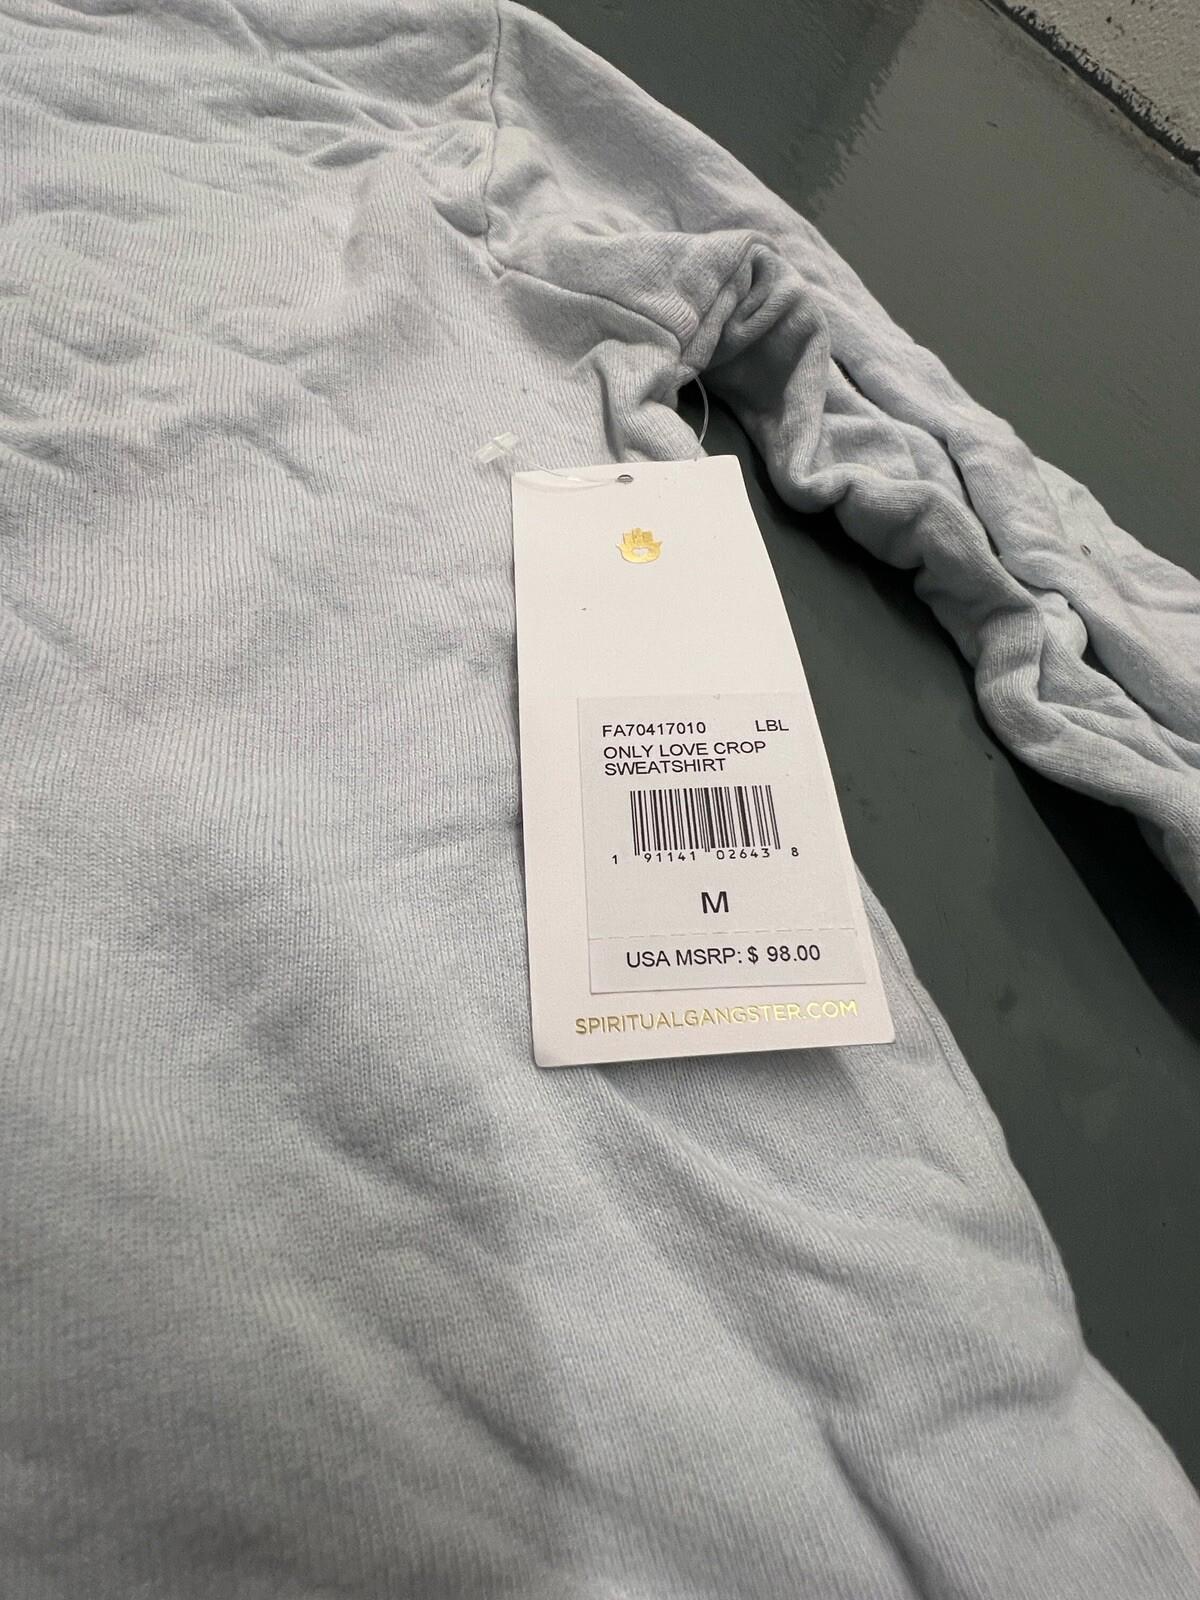 FA70417010 LBL
ONLY LOVE CROP
SWEATSHIRT
1 91141 02643 8
M
USA MSRP: $ 98.00
SPIRITUALGANGSTER.COM